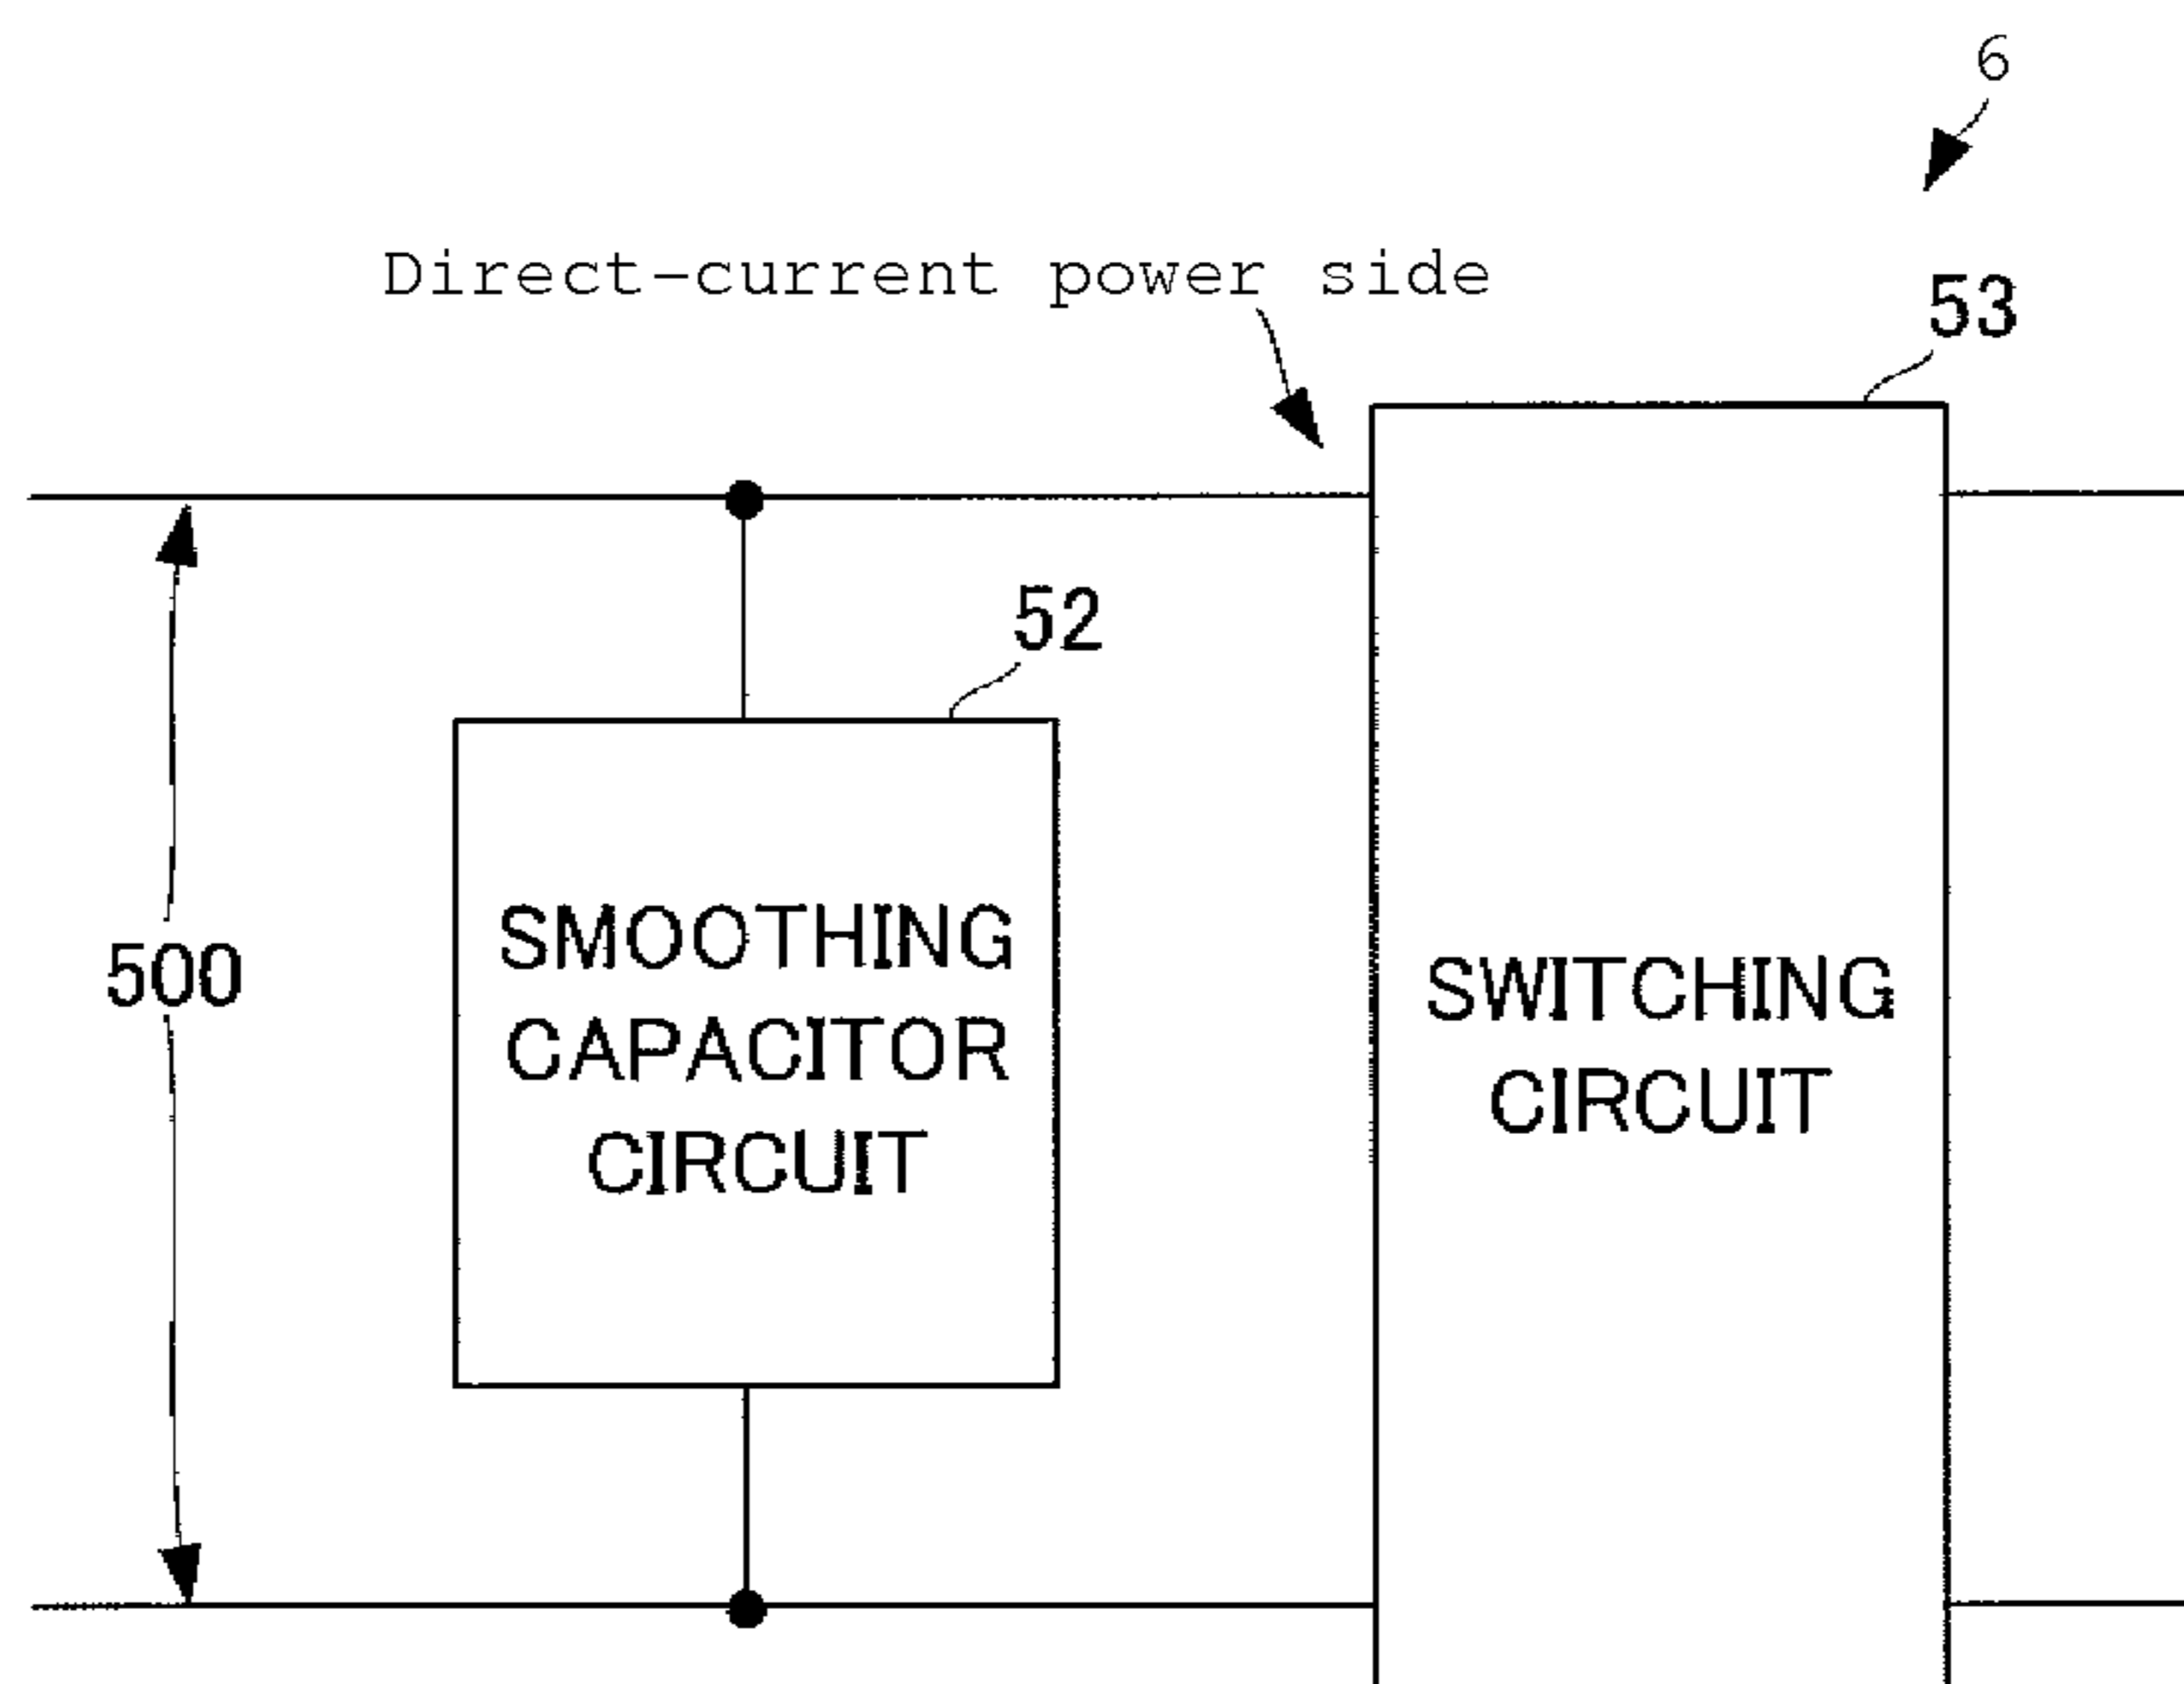 6
Direct-current power side
53
52
500
SMOOTHING
CAPACITOR
CIRCUIT
SWITCHING
CIRCUIT